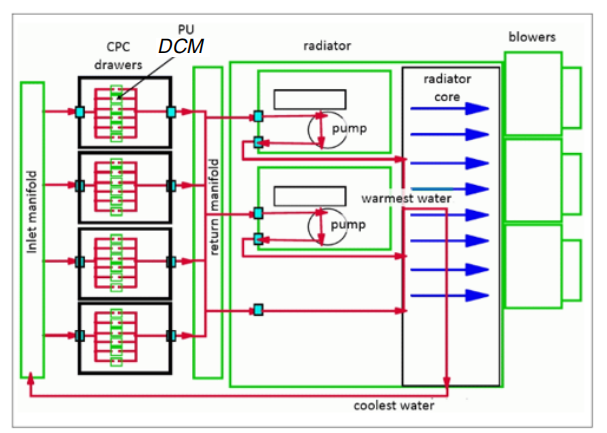 PU
DCM
CPC
drawers
radiator
blowers
radiator
core
pump
warmest water
pump
Inlet manifold
return manifold
coolest water